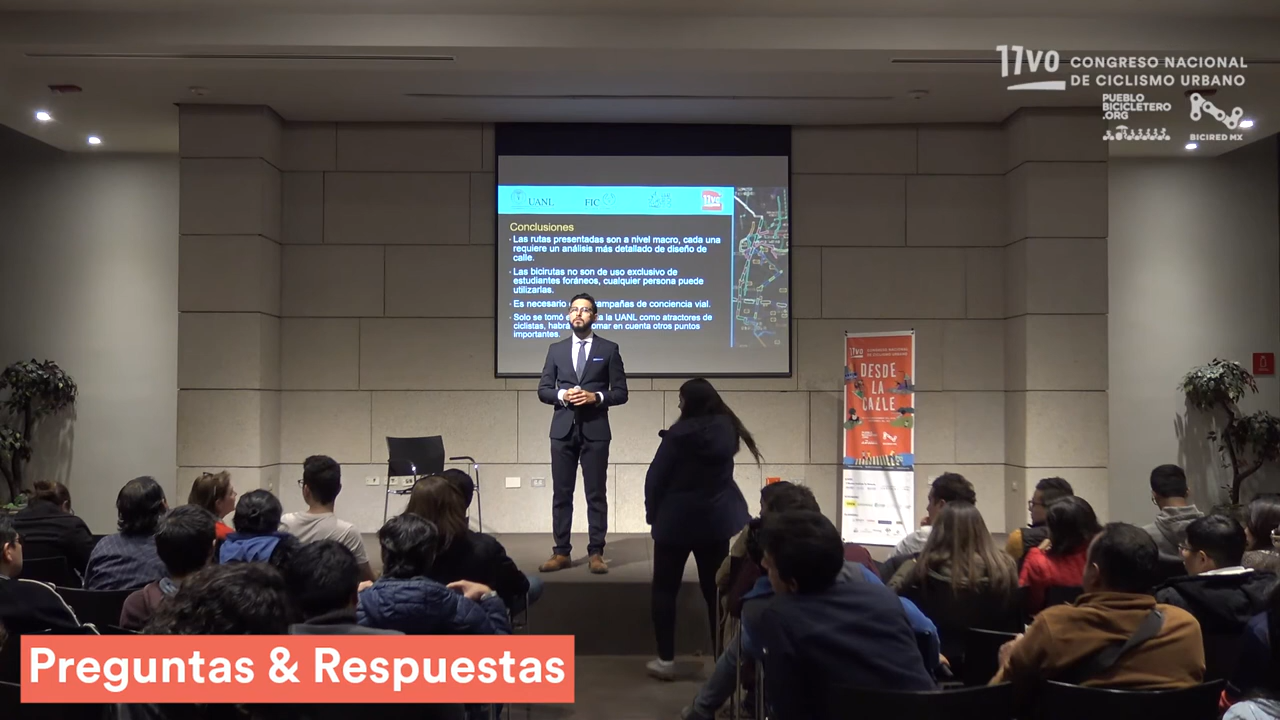 11vo CONGRESO NACIONAL
DE CICLISMO URBANO
PUEBLO
BICICLETERO
.ORG
BICIRED MX
UANL
FIC
11vo
Conclusiones
Las rutas presentadas son a nivel macro, cada una
requiere un análisis más detallado de diseño de
calle.
Las bicirutas no son de uso exclusivo de
estudiantes foráneos, cualquier persona puede
utilizarlas.
Es necesario campañas de conciencia vial.
Solo se tomó la UANL como atractores de
ciclistas, habrá tomar en cuenta otros puntos
importantes.
11vo
DESDE
LA
CALLE
Preguntas & Respuestas